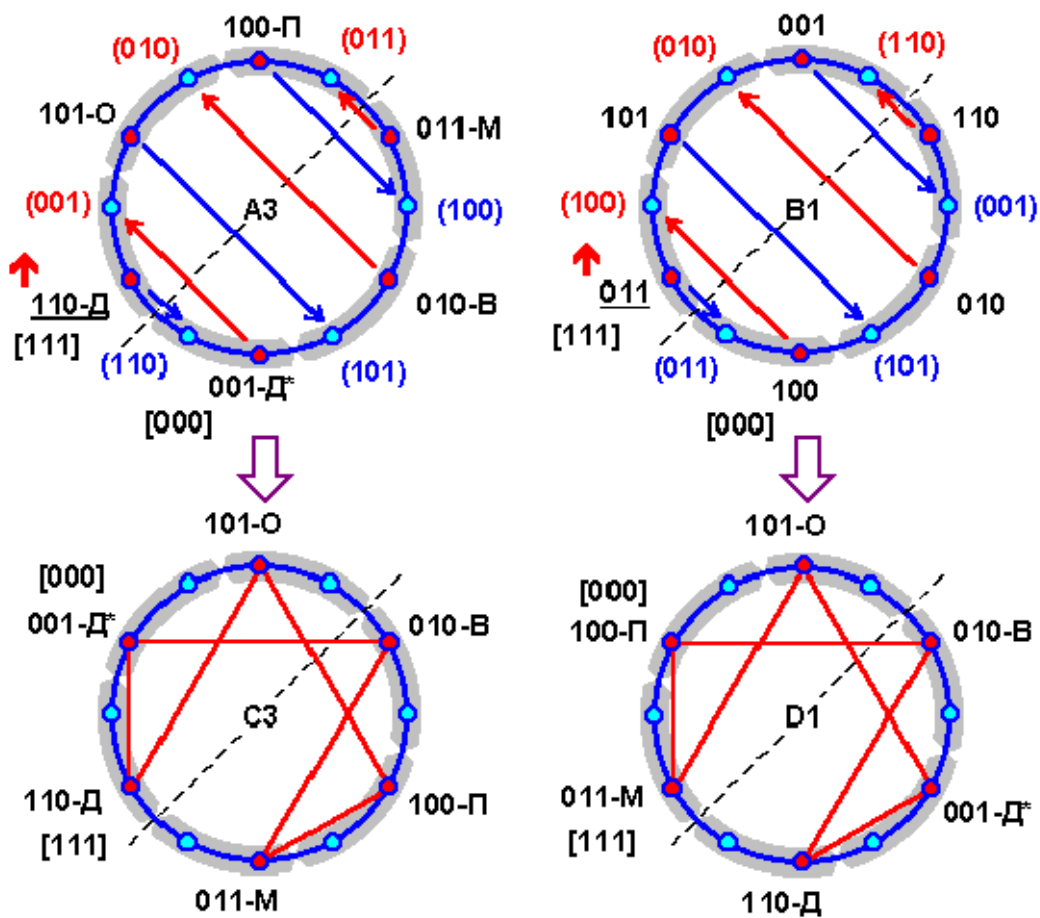 100-П
(010)
(011)
101-О
011-М
(001)
А3
(100)
110-Д
010-В
[111]
(110)
(101)
001-Д*
[000]
001
(010)
(110)
101
110
(100)
В1
(001)
011
010
[111]
(011)
(101)
100
[000]
101-О
[000]
001-Д*
010-В
С3
110-Д
100-П
[111]
011-М
101-О
[000]
100-П
010-В
D1
011-М
001-Д*
[111]
110-Д